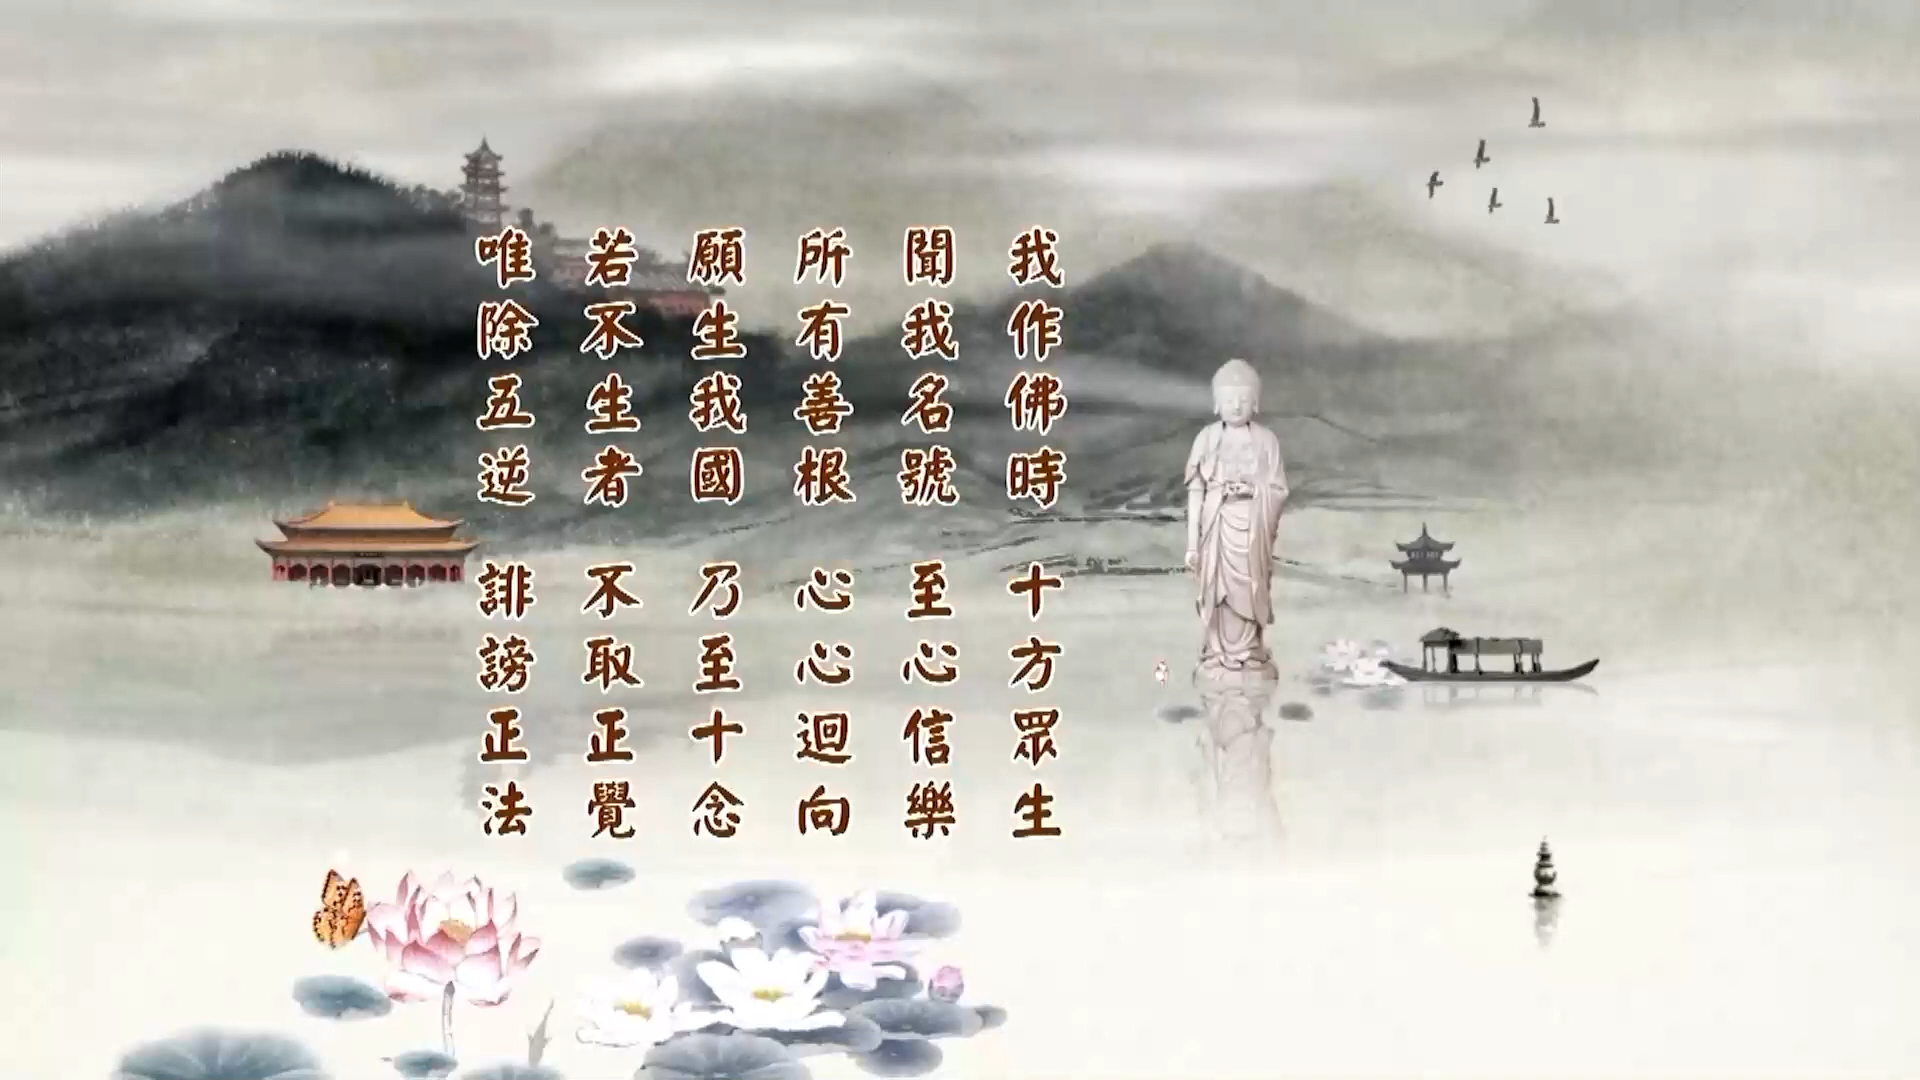 我作佛時 十方眾生
聞我名號 至心信樂
所有善根 心心迴向
願生我國 乃至十念
若不生者 不取正覺
唯除五逆 誹謗正法